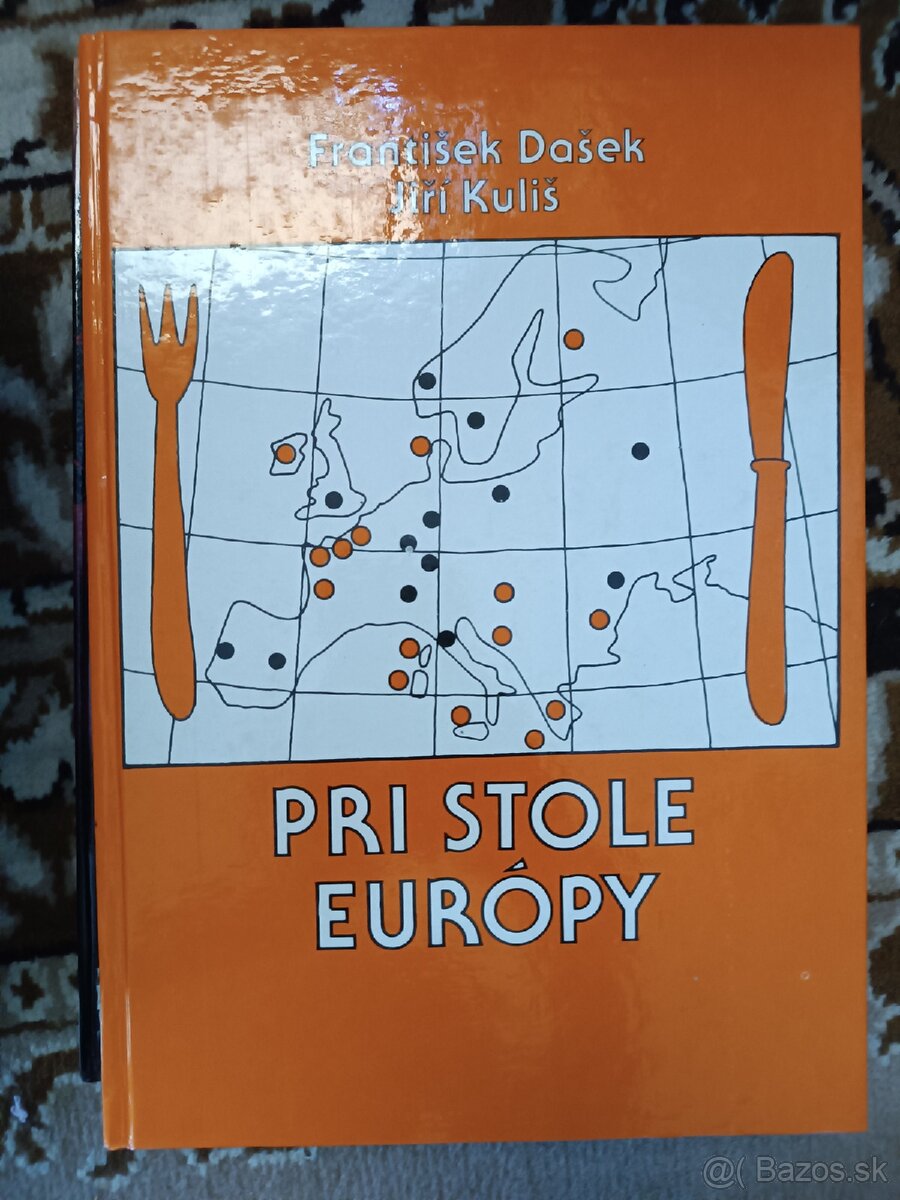 František Dašek
Jiří Kuliš
PRI STOLE
EURÓPY
@( Bazos.sk